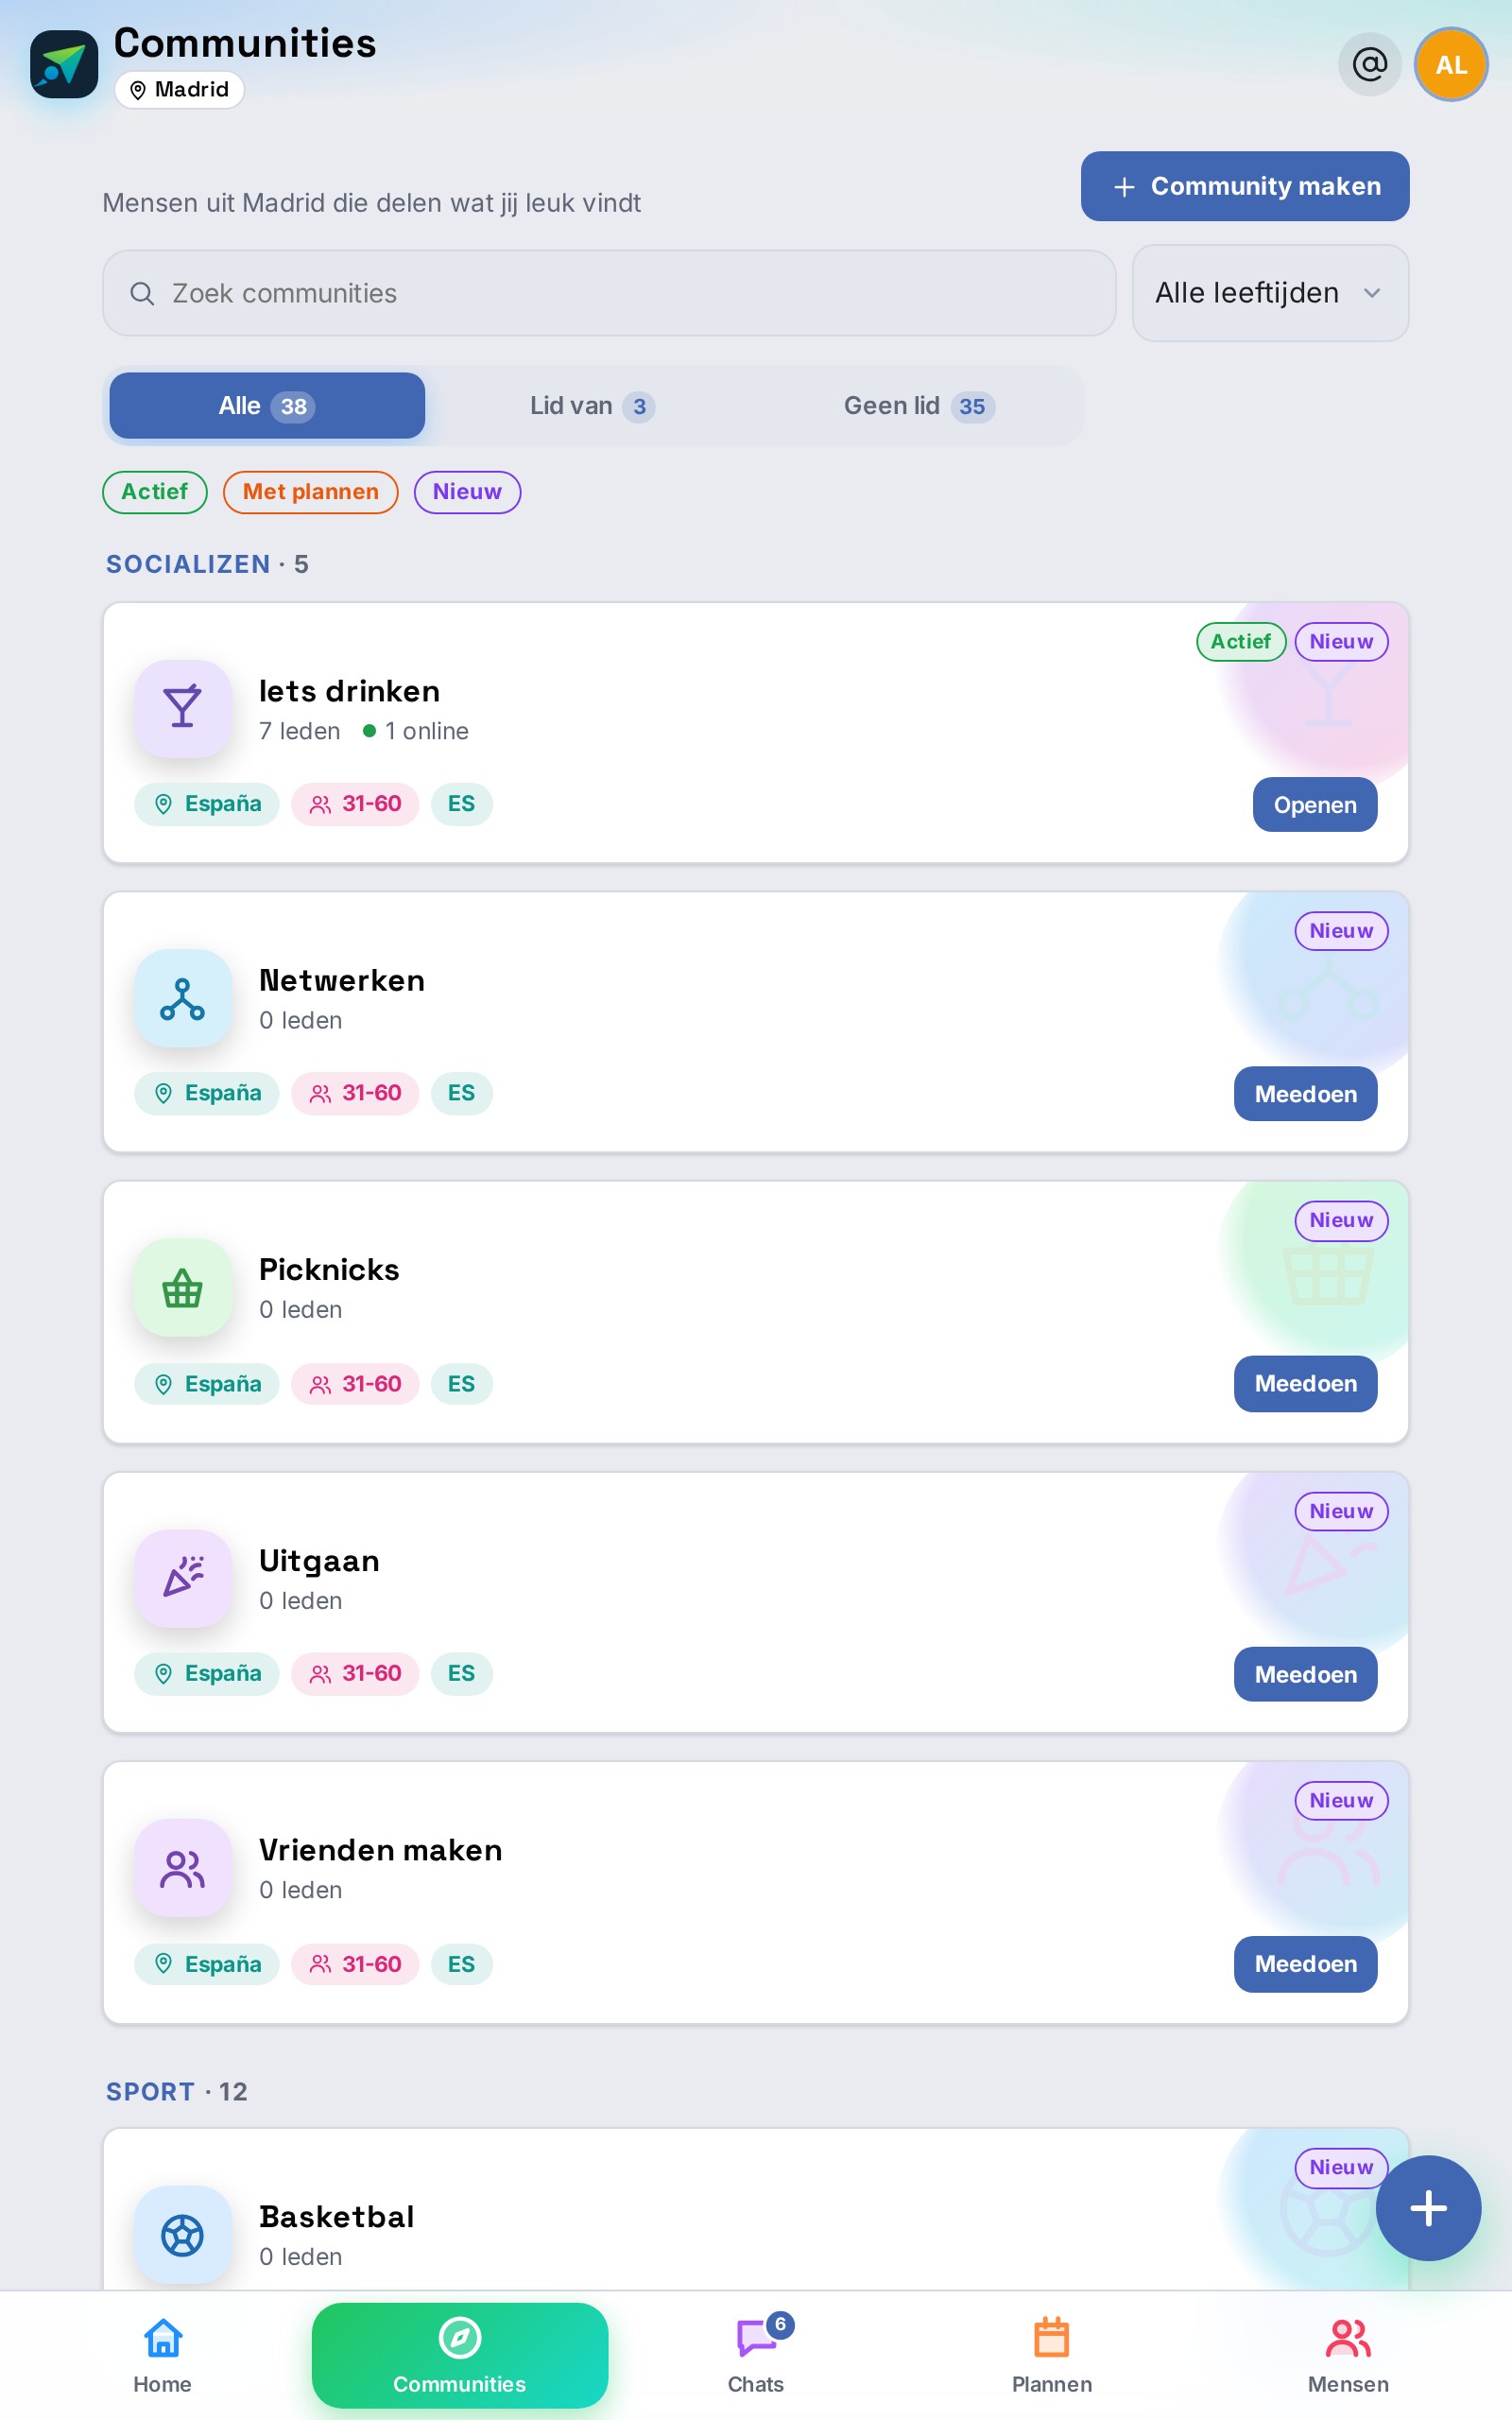 Communities
Madrid
AL
Mensen uit Madrid die delen wat jij leuk vindt
Community maken
Zoek communities
Alle leeftijden
Alle 38
Lid van 3
Geen lid 35
Actief
Met plannen
Nieuw
SOCIALIZEN · 5
Actief
Nieuw
Iets drinken
7 leden
1 online
España
31-60
ES
Openen
Nieuw
Netwerken
0 leden
España
31-60
ES
Meedoen
Nieuw
Picknicks
0 leden
España
31-60
ES
Meedoen
Nieuw
Uitgaan
0 leden
España
31-60
ES
Meedoen
Nieuw
Vrienden maken
0 leden
España
31-60
ES
Meedoen
SPORT · 12
Nieuw
Basketbal
0 leden
Home
Communities
6
Chats
Plannen
Mensen